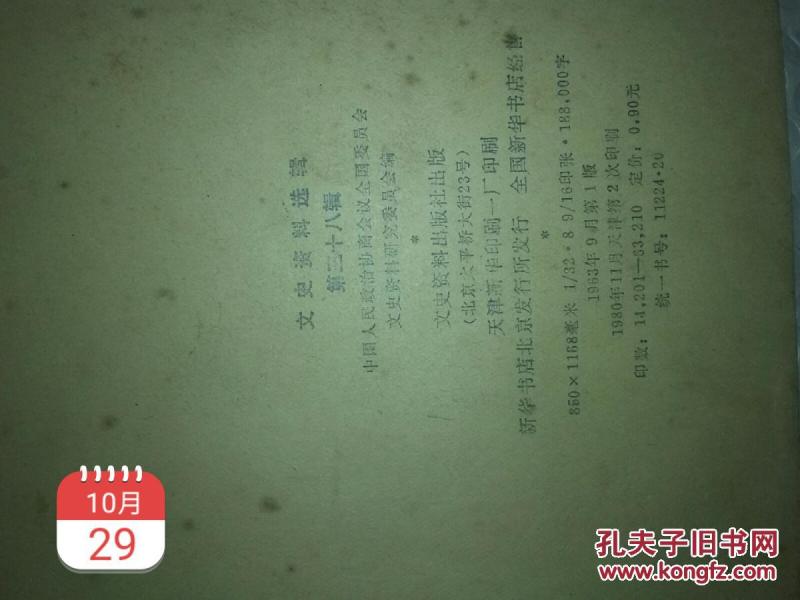 文史资料选辑
第三十八辑
中国人民政治协商会议全国委员会
文史资料研究委员会编
*
文史资料出版社出版
(北京太平桥大街23号)
天津新华印刷一厂印刷
新华书店北京发行所发行 全国新华书店经售
*
850×1168毫米 1/32·8 9/16印张·188,000字
1963年9月第1版
1980年11月天津第2次印刷
印数:14,201—63,210 定价:0.90元
统一书号:11224·20
10月
29
孔夫子旧书网
www.kongfz.com